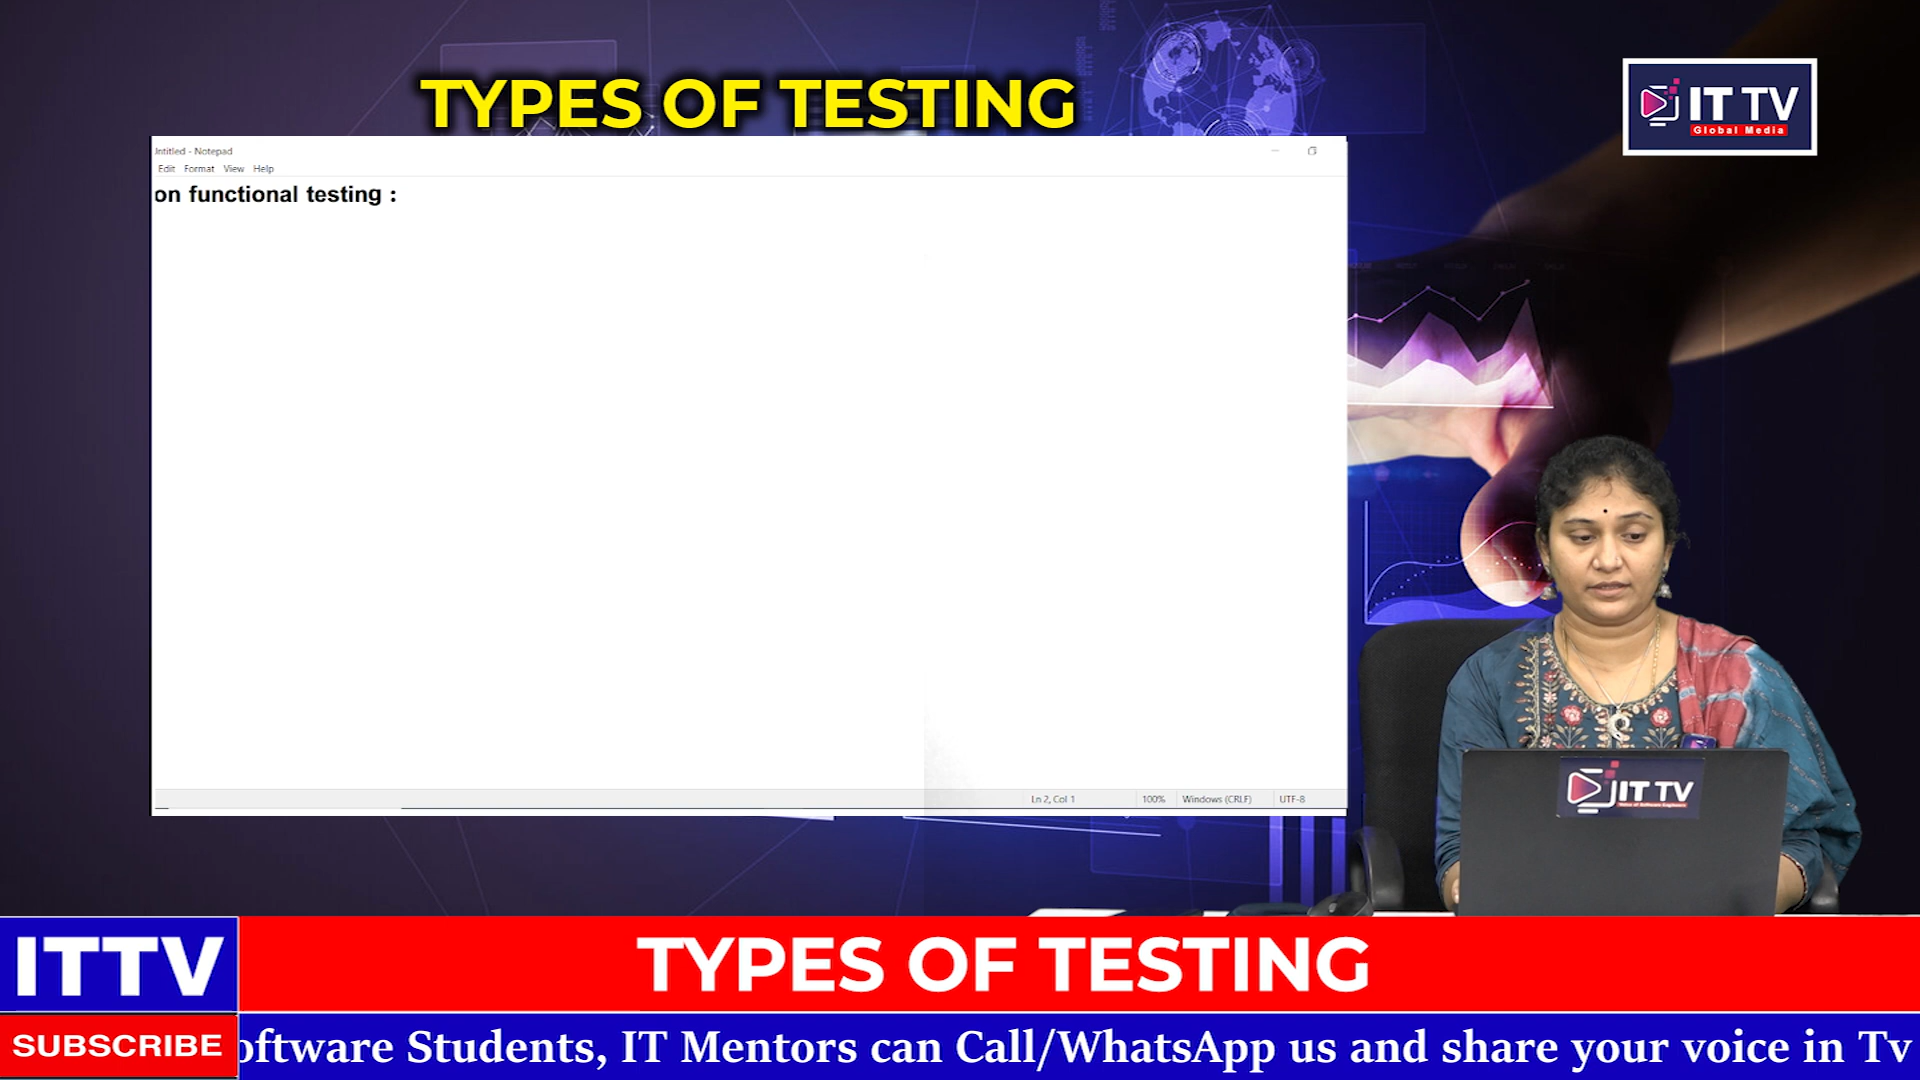 TYPES OF TESTING
IT TV
Global Media
Untitled - Notepad
Edit Format View Help
on functional testing :
Ln 2, Col 1 100% Windows (CRLF) UTF-8
IT TV
ITTV
TYPES OF TESTING
SUBSCRIBE
oftware Students, IT Mentors can Call/WhatsApp us and share your voice in Tv